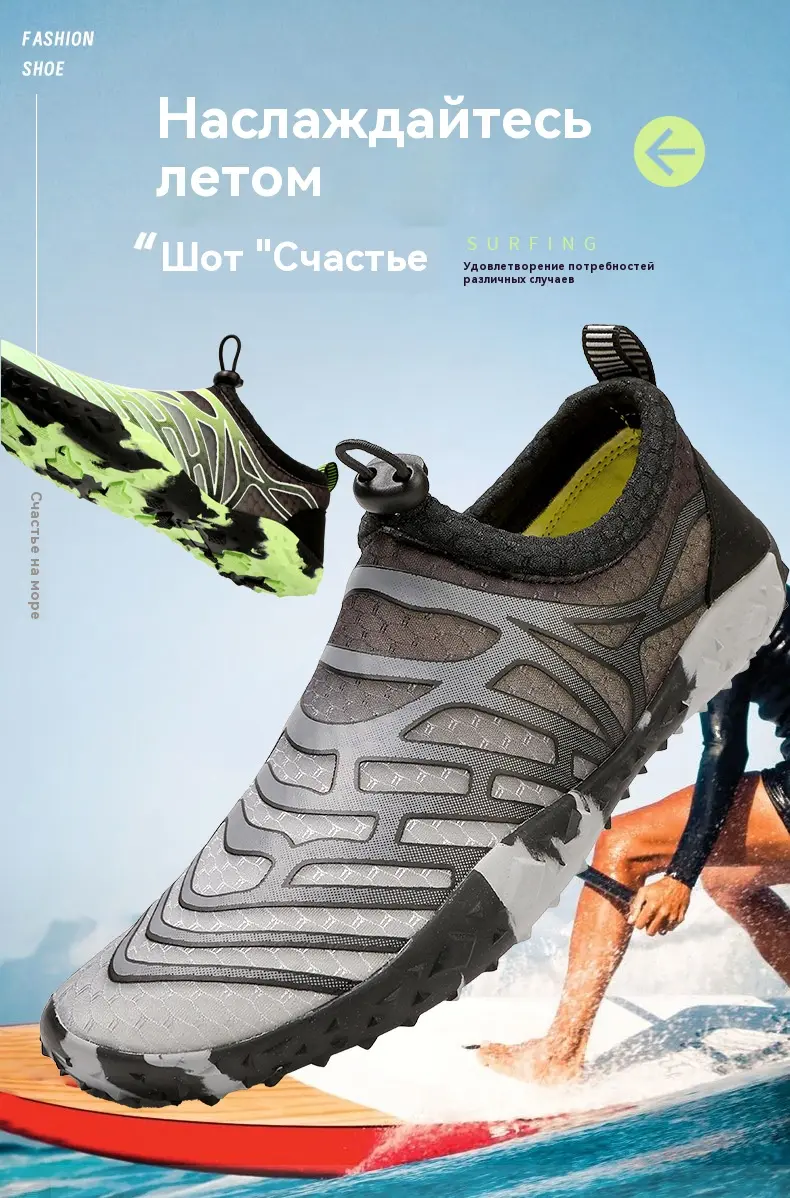 FASHION
SHOE
Наслаждайтесь
летом
“Шот "Счастье
SURFING
Удовлетворение потребностей
различных случаев
Счастье на море